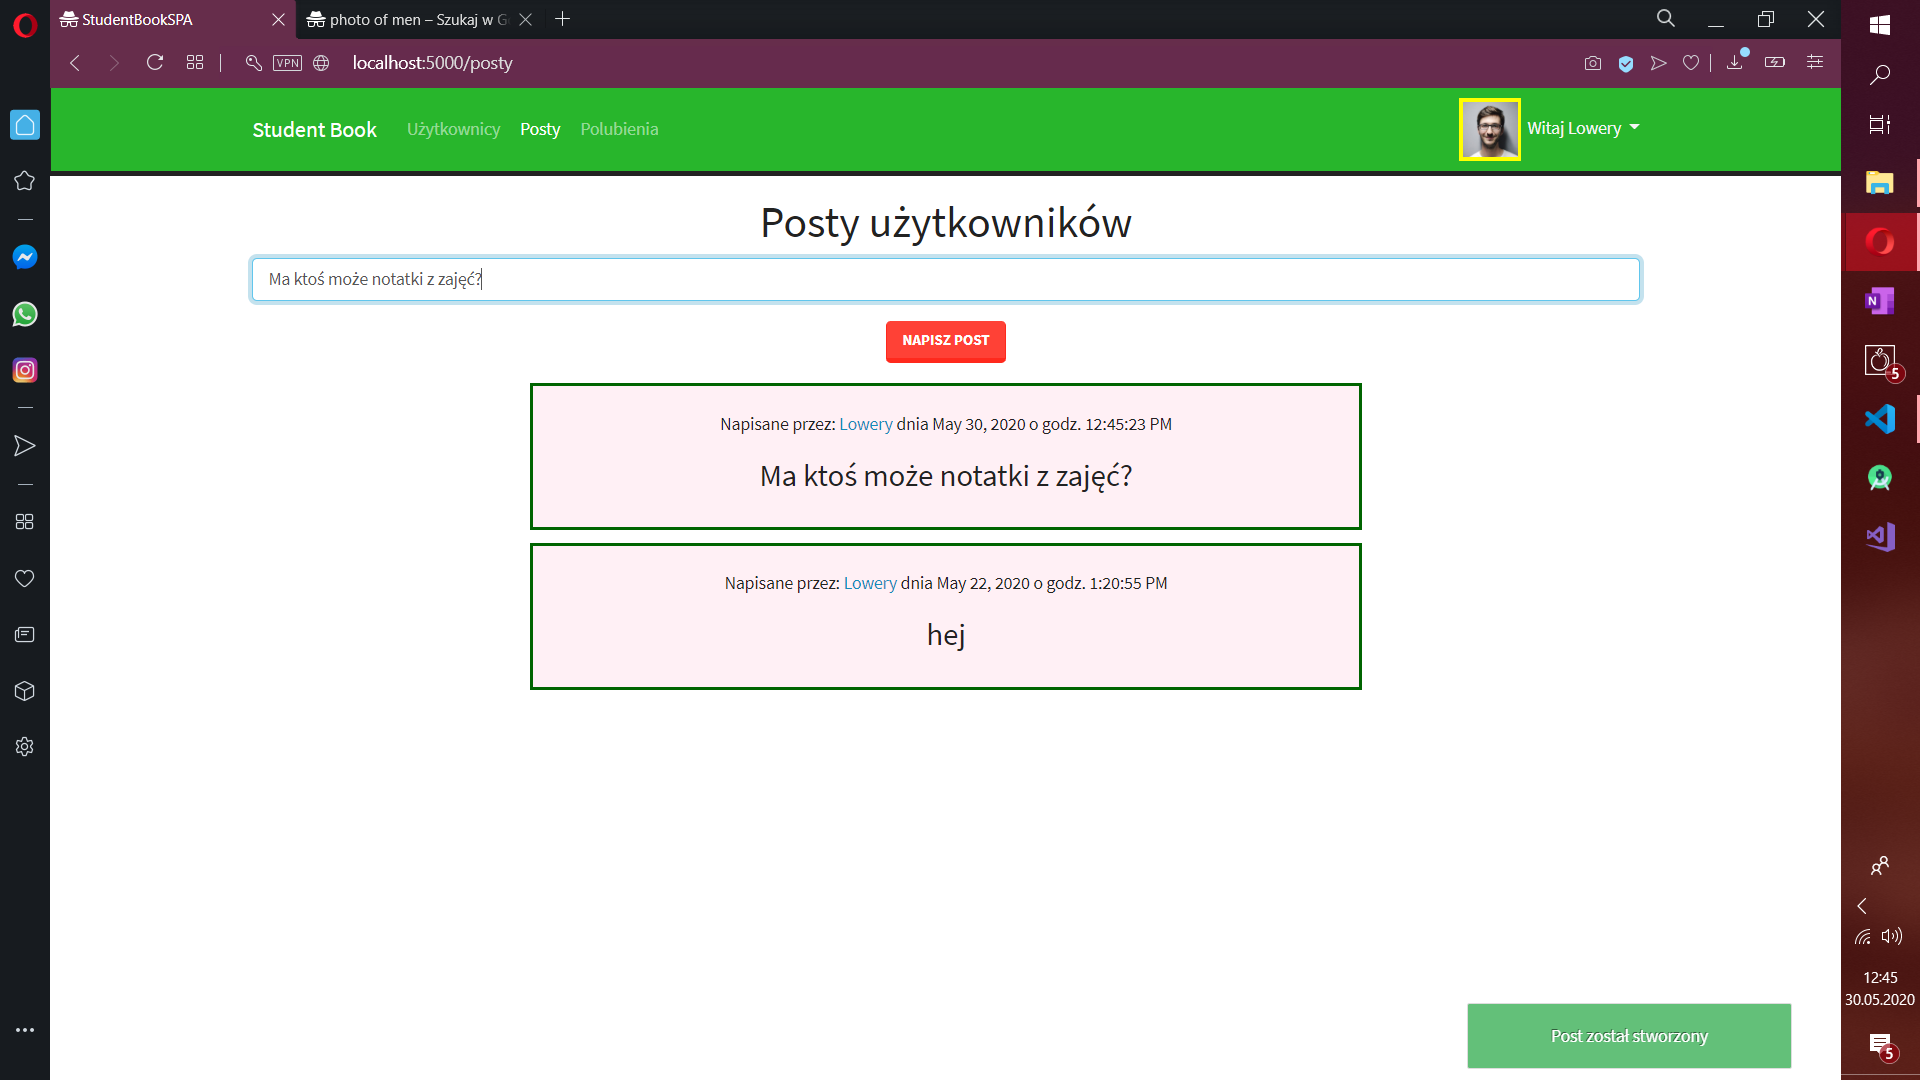 StudentBookSPA
photo of men – Szukaj w G
VPN
localhost:5000/posty
Student Book
Użytkownicy
Posty
Polubienia
Witaj Lowery
Posty użytkowników
Ma ktoś może notatki z zajęć?
NAPISZ POST
Napisane przez: Lowery dnia May 30, 2020 o godz. 12:45:23 PM
Ma ktoś może notatki z zajęć?
Napisane przez: Lowery dnia May 22, 2020 o godz. 1:20:55 PM
hej
Post został stworzony
N
5
12:45
30.05.2020
5